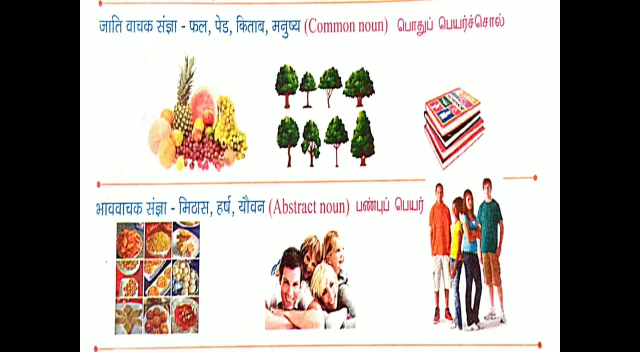 जाति वाचक संज्ञा - फल, पेड, किताब, मनुष्य (Common noun) பொதுப் பெயர்ச்சொல்
भाववाचक संज्ञा - मिठास, हर्ष, यौवन (Abstract noun) பண்புப் பெயர்